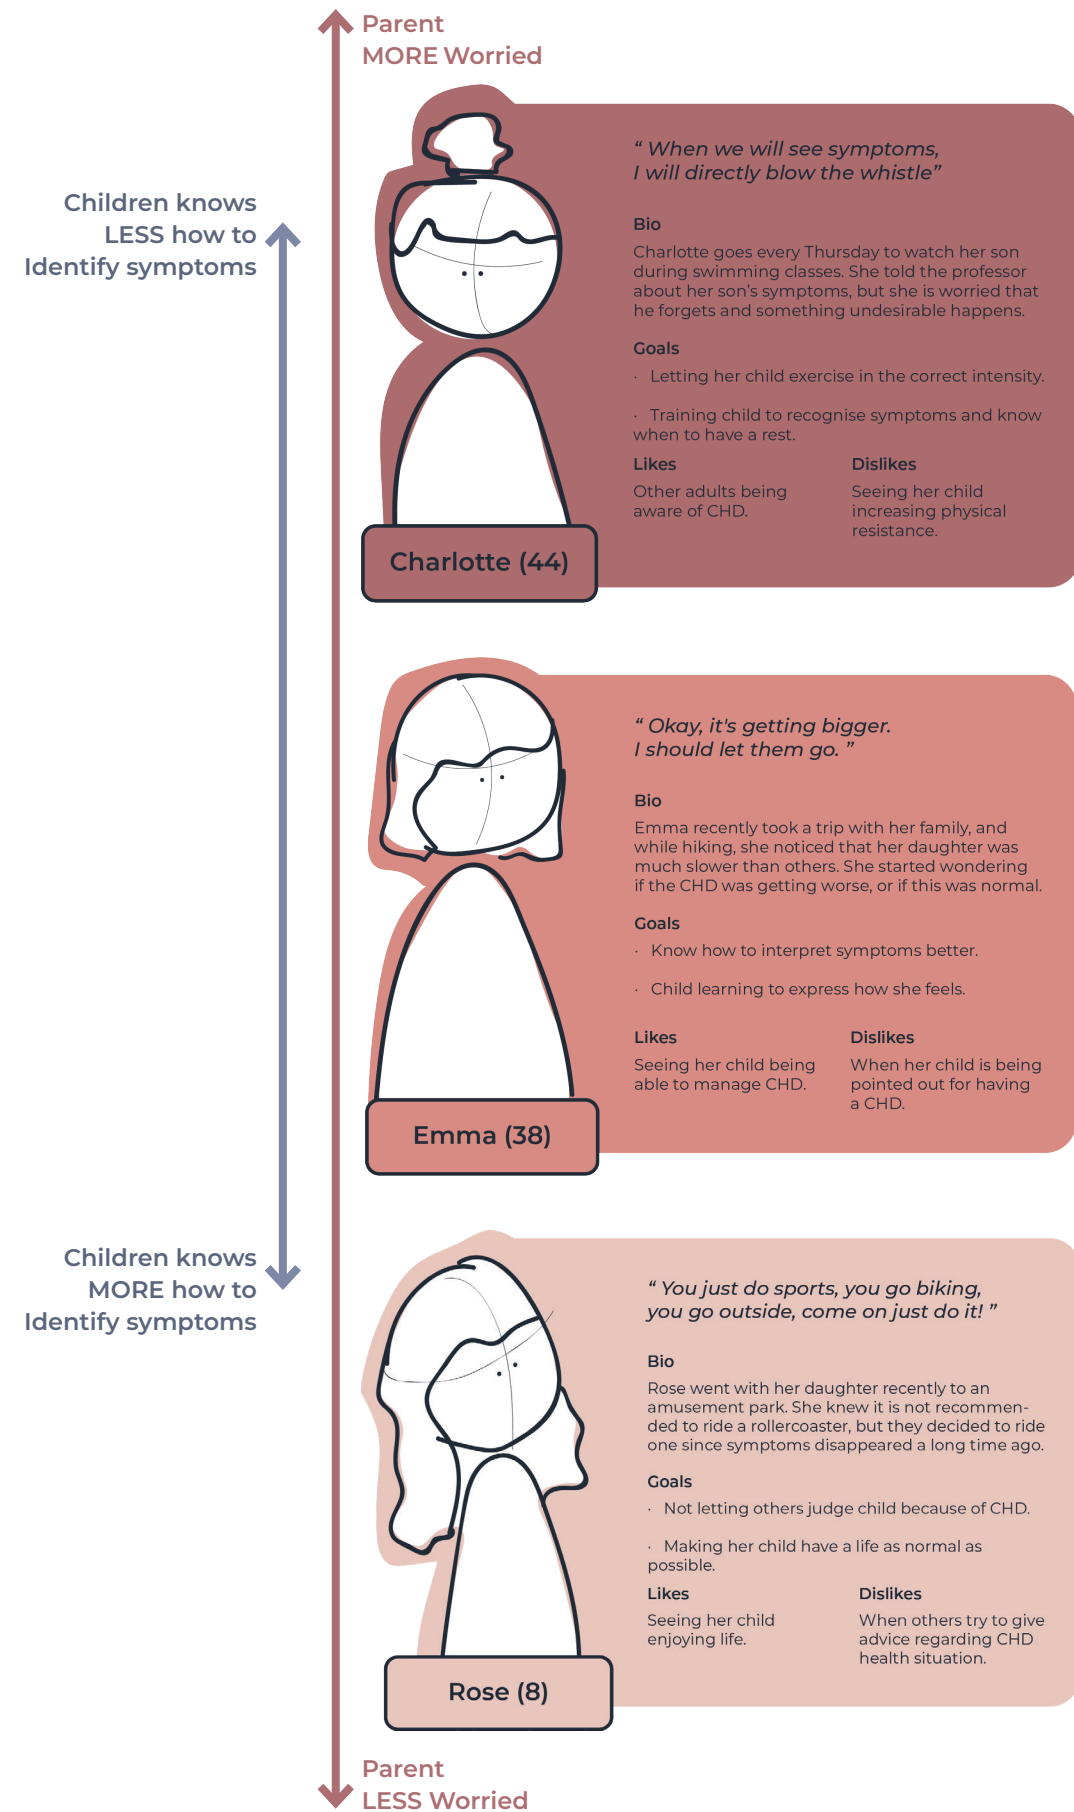 Parent
MORE Worried
Children knows
LESS how to
Identify symptoms
“ When we will see symptoms,
I will directly blow the whistle”
Bio
Charlotte goes every Thursday to watch her son
during swimming classes. She told the professor
about her son's symptoms, but she is worried that
he forgets and something undesirable happens.
Goals
· Letting her child exercise in the correct intensity.
· Training child to recognise symptoms and know
when to have a rest.
Likes
Other adults being
aware of CHD.
Dislikes
Seeing her child
increasing physical
resistance.
Charlotte (44)
“ Okay, it's getting bigger.
I should let them go. ”
Bio
Emma recently took a trip with her family, and
while hiking, she noticed that her daughter was
much slower than others. She started wondering
if the CHD was getting worse, or if this was normal.
Goals
· Know how to interpret symptoms better.
· Child learning to express how she feels.
Likes
Seeing her child being
able to manage CHD.
Dislikes
When her child is being
pointed out for having
a CHD.
Emma (38)
Children knows
MORE how to
Identify symptoms
“ You just do sports, you go biking,
you go outside, come on just do it! ”
Bio
Rose went with her daughter recently to an
amusement park. She knew it is not recommen-
ded to ride a rollercoaster, but they decided to ride
one since symptoms disappeared a long time ago.
Goals
· Not letting others judge child because of CHD.
· Making her child have a life as normal as
possible.
Likes
Seeing her child
enjoying life.
Dislikes
When others try to give
advice regarding CHD
health situation.
Rose (8)
Parent
LESS Worried